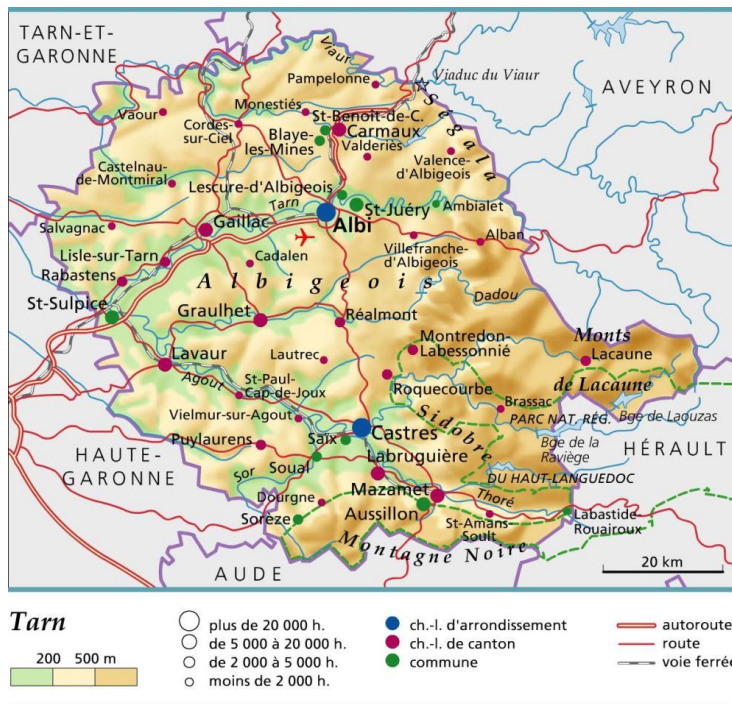 TARN-ET-
GARONNE
Viaur
Pampelonne
Viaduc du Viaur
AVEYRON
Vaour
Monestiés
St-Benoît-de-C.
Ségala
Cordes-
sur-Ciel
Blaye-
les-Mines
Carmaux
Valderiès
Valence-
d'Albigeois
Castelnau-
de-Montmiral
Lescure-d'Albigeois
Tarn
St-Juéry
Ambialet
Salvagnac
Gaillac
Albi
Lisle-sur-Tarn
Cadalen
Villefranche-
d'Albigeois
Alban
Rabastens
Albigeois
Dadou
St-Sulpice
Graulhet
Réalmont
Montredon-
Labessonnié
Monts
Lacaune
de Lacaune
Lavaur
Lautrec
Agout
St-Paul-
Cap-de-Joux
Roquecourbe
Brassac
Vielmur-sur-Agout
Sidobre
PARC NAT. RÉG.
Bge de Laouzas
Puylaurens
Saïx
Castres
Bge de la
Raviège
HÉRAULT
HAUTE-
GARONNE
Sor
Soual
Labruguière
DU HAUT-LANGUEDOC
Dourgne
Mazamet
Thoré
Sorèze
Aussillon
St-Amans-
Soult
Labastide-
Rouairoux
Montagne Noire
AUDE
20 km
Tarn
200 500 m
plus de 20 000 h.
de 5 000 à 20 000 h.
de 2 000 à 5 000 h.
moins de 2 000 h.
ch.-l. d'arrondissement
ch.-l. de canton
commune
autoroute
route
voie ferrée